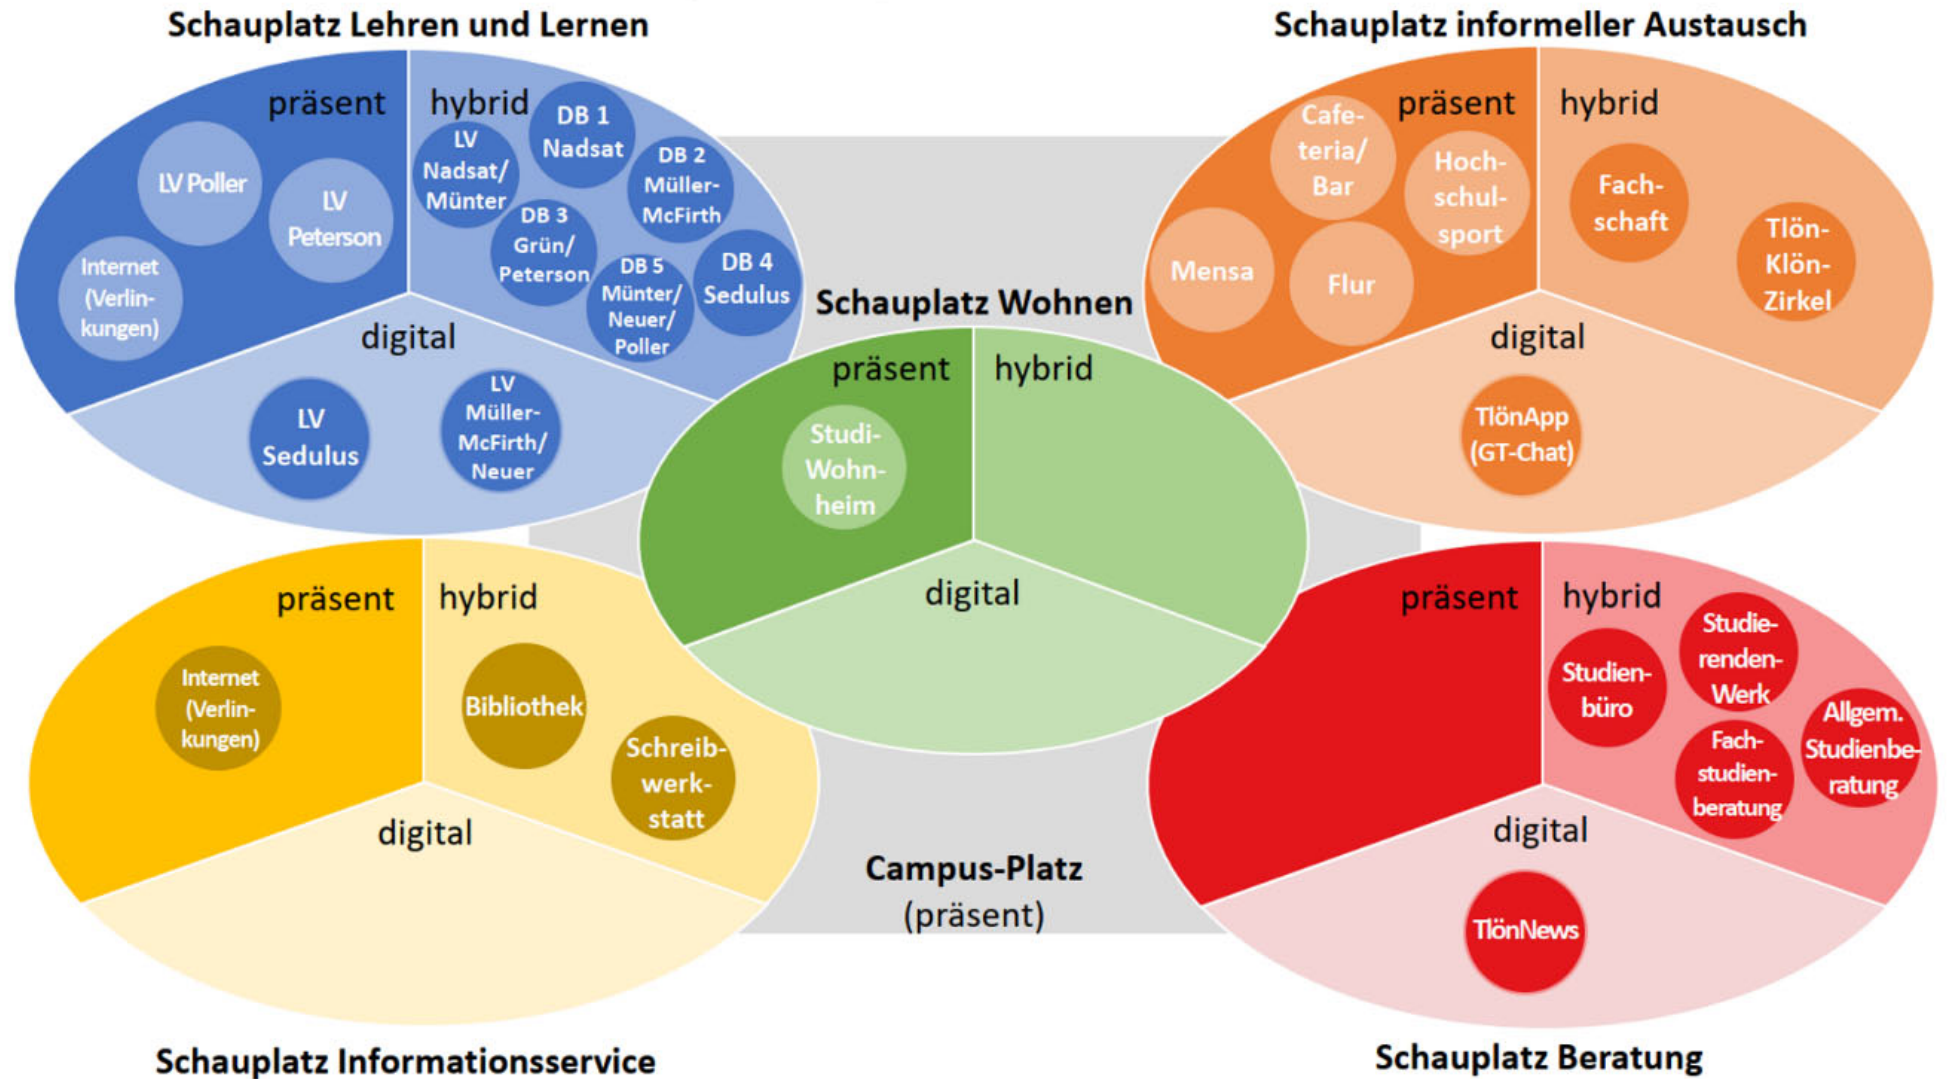 Schauplatz Lehren und Lernen
präsent
hybrid
LV Poller
LV
Peterson
Internet
(Verlin-
kungen)
LV
Nadsat/
Münter
DB 1
Nadsat
DB 2
Müller-
McFirth
DB 3
Grün/
Peterson
DB 5
Münter/
Neuer/
Poller
DB 4
Sedulus
digital
LV
Sedulus
LV
Müller-
McFirth/
Neuer
Schauplatz informeller Austausch
präsent
hybrid
Cafe-
teria/
Bar
Hoch-
schul-
sport
Mensa
Flur
Fach-
schaft
Tlön-
Klön-
Zirkel
digital
TlönApp
(GT-Chat)
Schauplatz Wohnen
präsent
hybrid
Studi-
Wohn-
heim
digital
präsent
hybrid
Internet
(Verlin-
kungen)
Bibliothek
Schreib-
werk-
statt
digital
Schauplatz Informationsservice
Campus-Platz
(präsent)
präsent
hybrid
Studien-
büro
Studie-
renden-
Werk
Fach-
studien-
beratung
Allgem.
Studienbe-
ratung
digital
TlönNews
Schauplatz Beratung